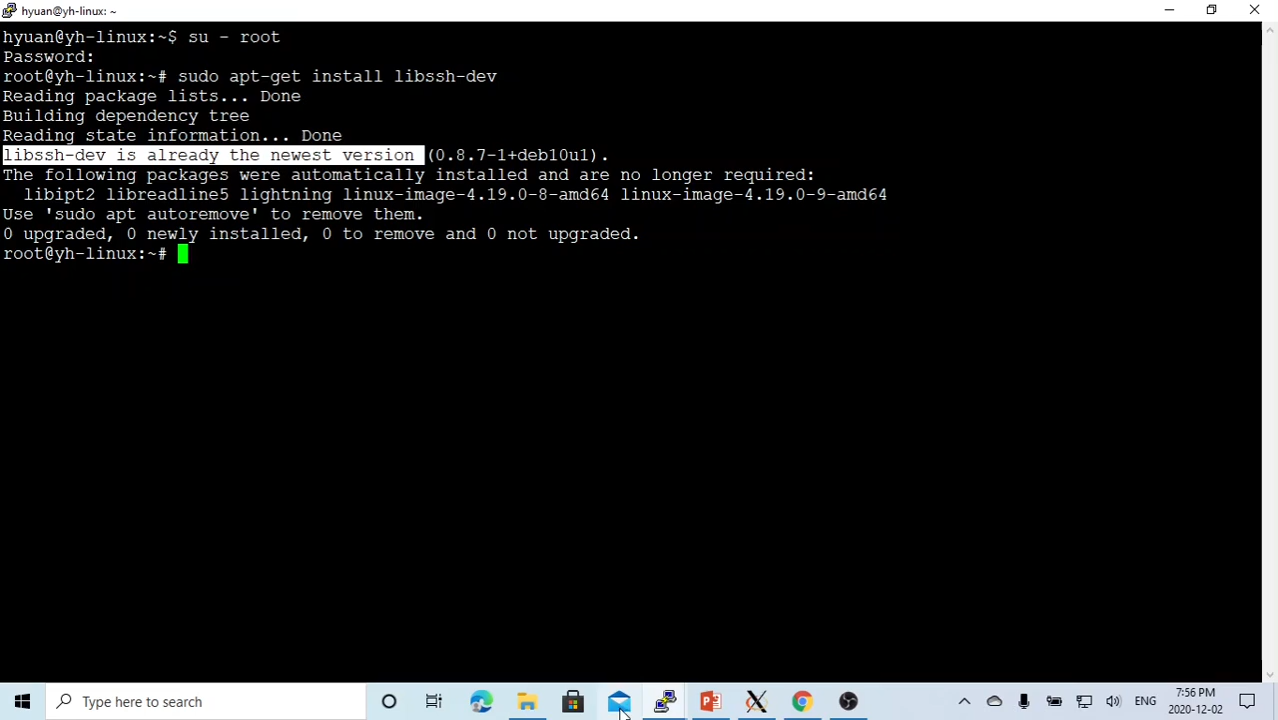 hyuan@yh-linux: ~
hyuan@yh-linux:~$ su - root
Password:
root@yh-linux:~# sudo apt-get install libssh-dev
Reading package lists... Done
Building dependency tree
Reading state information... Done
libssh-dev is already the newest version (0.8.7-1+deb10u1).
The following packages were automatically installed and are no longer required:
  libipt2 libreadline5 lightning linux-image-4.19.0-8-amd64 linux-image-4.19.0-9-amd64
Use 'sudo apt autoremove' to remove them.
0 upgraded, 0 newly installed, 0 to remove and 0 not upgraded.
root@yh-linux:~#
Type here to search
ENG
7:56 PM
2020-12-02